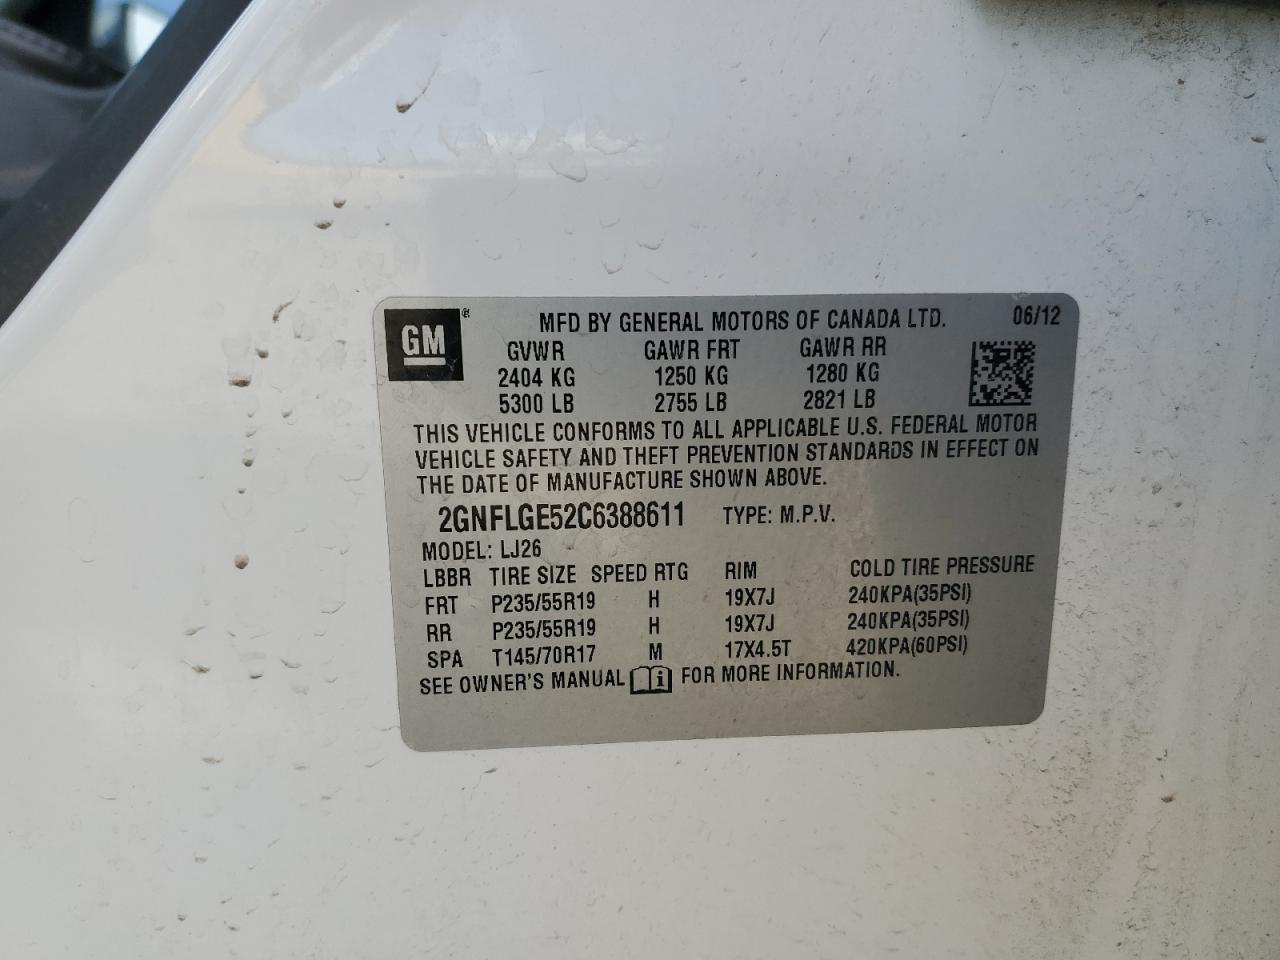 GM ® MFD BY GENERAL MOTORS OF CANADA LTD. 06/12
GVWR GAWR FRT GAWR RR
2404 KG 1250 KG 1280 KG
5300 LB 2755 LB 2821 LB
THIS VEHICLE CONFORMS TO ALL APPLICABLE U.S. FEDERAL MOTOR
VEHICLE SAFETY AND THEFT PREVENTION STANDARDS IN EFFECT ON
THE DATE OF MANUFACTURE SHOWN ABOVE.
2GNFLGE52C6388611 TYPE: M.P.V.
MODEL: LJ26
LBBR TIRE SIZE SPEED RTG RIM COLD TIRE PRESSURE
FRT P235/55R19 H 19X7J 240KPA(35PSI)
RR P235/55R19 H 19X7J 240KPA(35PSI)
SPA T145/70R17 M 17X4.5T 420KPA(60PSI)
SEE OWNER'S MANUAL i FOR MORE INFORMATION.